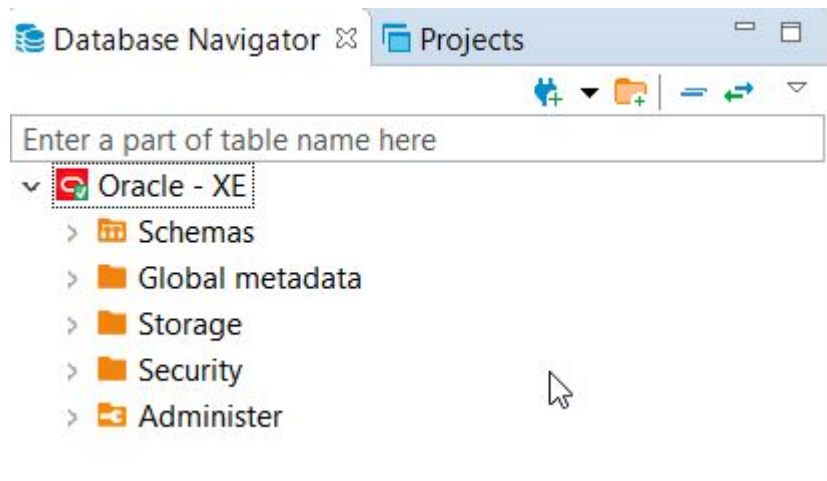 Database Navigator Projects
Enter a part of table name here
Oracle - XE
Schemas
Global metadata
Storage
Security
Administer